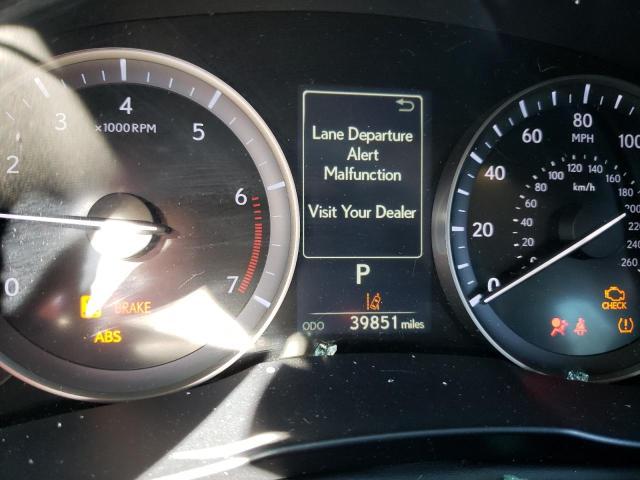 0
2
3
4
5
6
7
x1000RPM
BRAKE
ABS
Lane Departure
Alert
Malfunction
Visit Your Dealer
P
ODO 39851 miles
0
20
40
60
80
100
MPH
km/h
0
20
40
60
80
100
120
140
160
180
200
220
260
CHECK